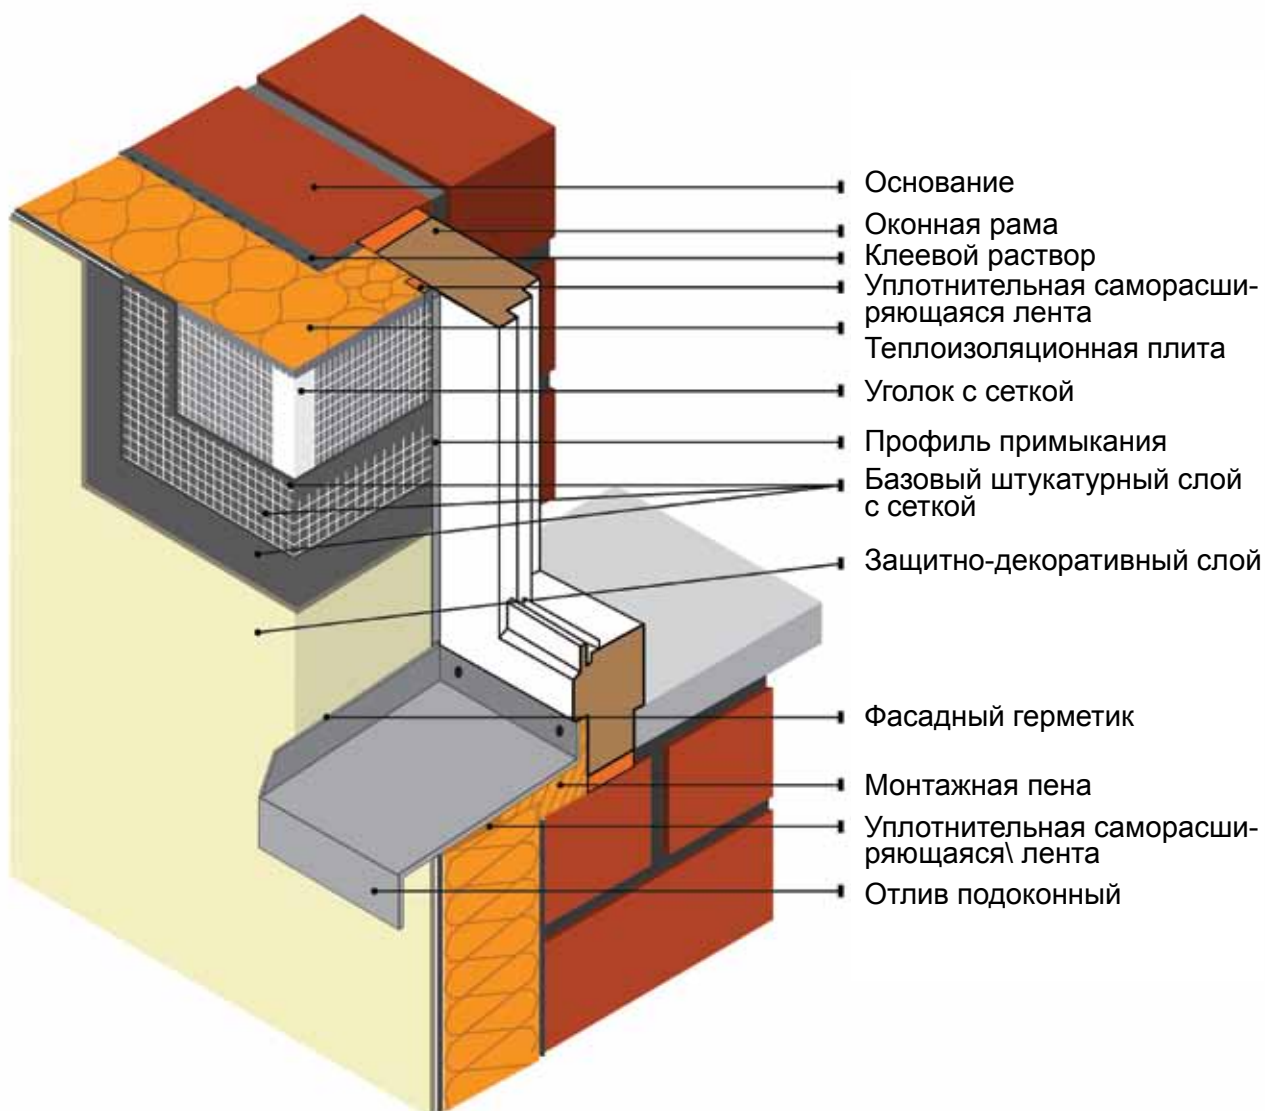 Основание
Оконная рама
Клеевой раствор
Уплотнительная саморасши-
ряющаяся лента
Теплоизоляционная плита
Уголок с сеткой
Профиль примыкания
Базовый штукатурный слой
с сеткой
Защитно-декоративный слой
Фасадный герметик
Монтажная пена
Уплотнительная саморасши-
ряющаяся\ лента
Отлив подоконный